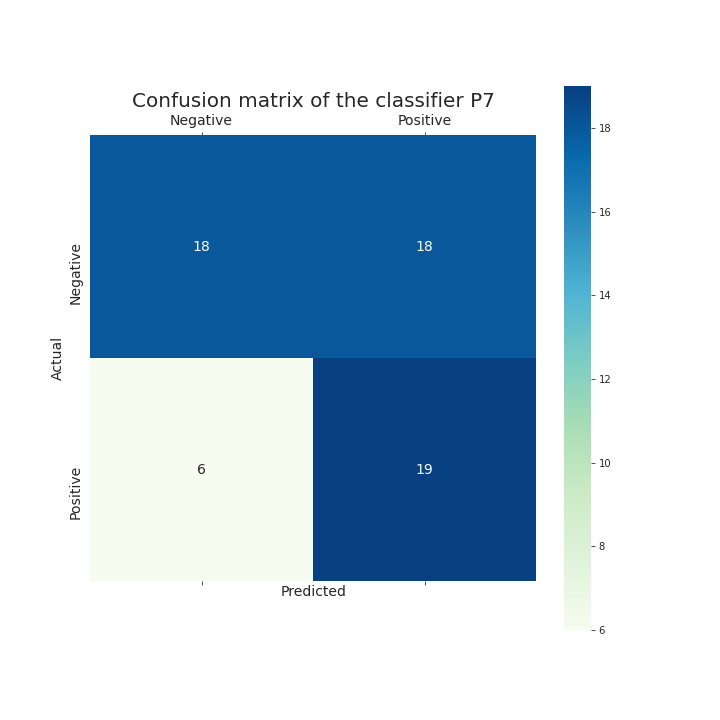 Confusion matrix of the classifier P7
Negative Positive
Negative
Positive
Actual
18 18
6 19
Predicted
18
16
14
12
10
8
6